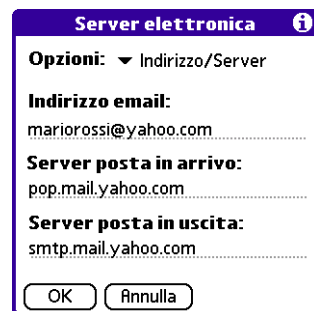 Server elettronica
Opzioni: Indirizzo/Server
Indirizzo email:
mariorossi@yahoo.com
Server posta in arrivo:
pop.mail.yahoo.com
Server posta in uscita:
smtp.mail.yahoo.com
OK Annulla